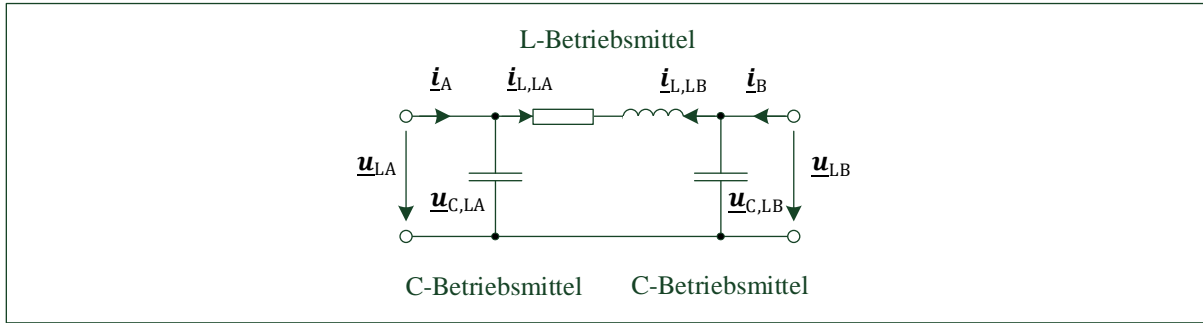 L-Betriebsmittel
i_A i_L,LA i_L,LB i_B
u_LA u_LB
u_C,LA u_C,LB
C-Betriebsmittel C-Betriebsmittel